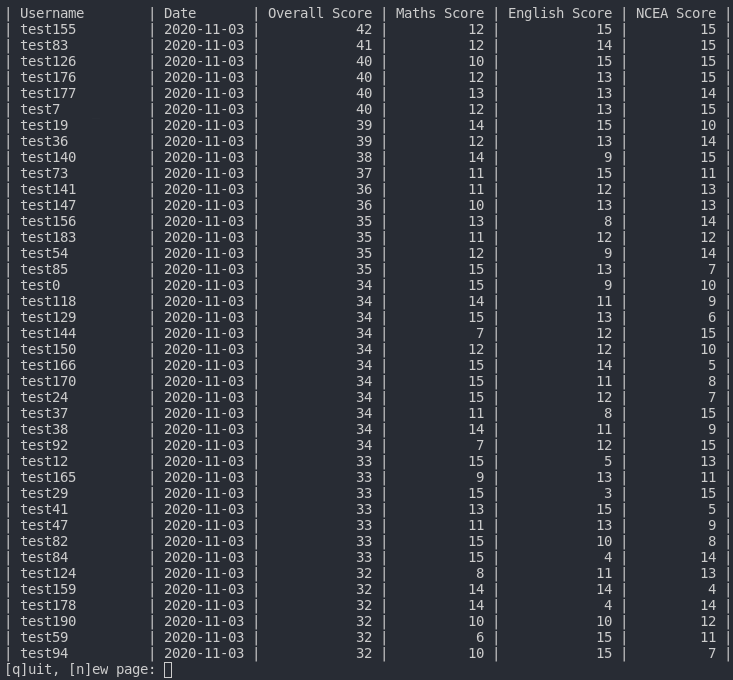 | Username        | Date       | Overall Score | Maths Score | English Score | NCEA Score |
| test155         | 2020-11-03 |            42 |          12 |            15 |         15 |
| test83          | 2020-11-03 |            41 |          12 |            14 |         15 |
| test126         | 2020-11-03 |            40 |          10 |            15 |         15 |
| test176         | 2020-11-03 |            40 |          12 |            13 |         15 |
| test177         | 2020-11-03 |            40 |          13 |            13 |         14 |
| test7           | 2020-11-03 |            40 |          12 |            13 |         15 |
| test19          | 2020-11-03 |            39 |          14 |            15 |         10 |
| test36          | 2020-11-03 |            39 |          12 |            13 |         14 |
| test140         | 2020-11-03 |            38 |          14 |             9 |         15 |
| test73          | 2020-11-03 |            37 |          11 |            15 |         11 |
| test141         | 2020-11-03 |            36 |          11 |            12 |         13 |
| test147         | 2020-11-03 |            36 |          10 |            13 |         13 |
| test156         | 2020-11-03 |            35 |          13 |             8 |         14 |
| test183         | 2020-11-03 |            35 |          11 |            12 |         12 |
| test54          | 2020-11-03 |            35 |          12 |             9 |         14 |
| test85          | 2020-11-03 |            35 |          15 |            13 |          7 |
| test0           | 2020-11-03 |            34 |          15 |             9 |         10 |
| test118         | 2020-11-03 |            34 |          14 |            11 |          9 |
| test129         | 2020-11-03 |            34 |          15 |            13 |          6 |
| test144         | 2020-11-03 |            34 |           7 |            12 |         15 |
| test150         | 2020-11-03 |            34 |          12 |            12 |         10 |
| test166         | 2020-11-03 |            34 |          15 |            14 |          5 |
| test170         | 2020-11-03 |            34 |          15 |            11 |          8 |
| test24          | 2020-11-03 |            34 |          15 |            12 |          7 |
| test37          | 2020-11-03 |            34 |          11 |             8 |         15 |
| test38          | 2020-11-03 |            34 |          14 |            11 |          9 |
| test92          | 2020-11-03 |            34 |           7 |            12 |         15 |
| test12          | 2020-11-03 |            33 |          15 |             5 |         13 |
| test165         | 2020-11-03 |            33 |           9 |            13 |         11 |
| test29          | 2020-11-03 |            33 |          15 |             3 |         15 |
| test41          | 2020-11-03 |            33 |          13 |            15 |          5 |
| test47          | 2020-11-03 |            33 |          11 |            13 |          9 |
| test82          | 2020-11-03 |            33 |          15 |            10 |          8 |
| test84          | 2020-11-03 |            33 |          15 |             4 |         14 |
| test124         | 2020-11-03 |            32 |           8 |            11 |         13 |
| test159         | 2020-11-03 |            32 |          14 |            14 |          4 |
| test178         | 2020-11-03 |            32 |          14 |             4 |         14 |
| test190         | 2020-11-03 |            32 |          10 |            10 |         12 |
| test59          | 2020-11-03 |            32 |           6 |            15 |         11 |
| test94          | 2020-11-03 |            32 |          10 |            15 |          7 |
[q]uit, [n]ew page: